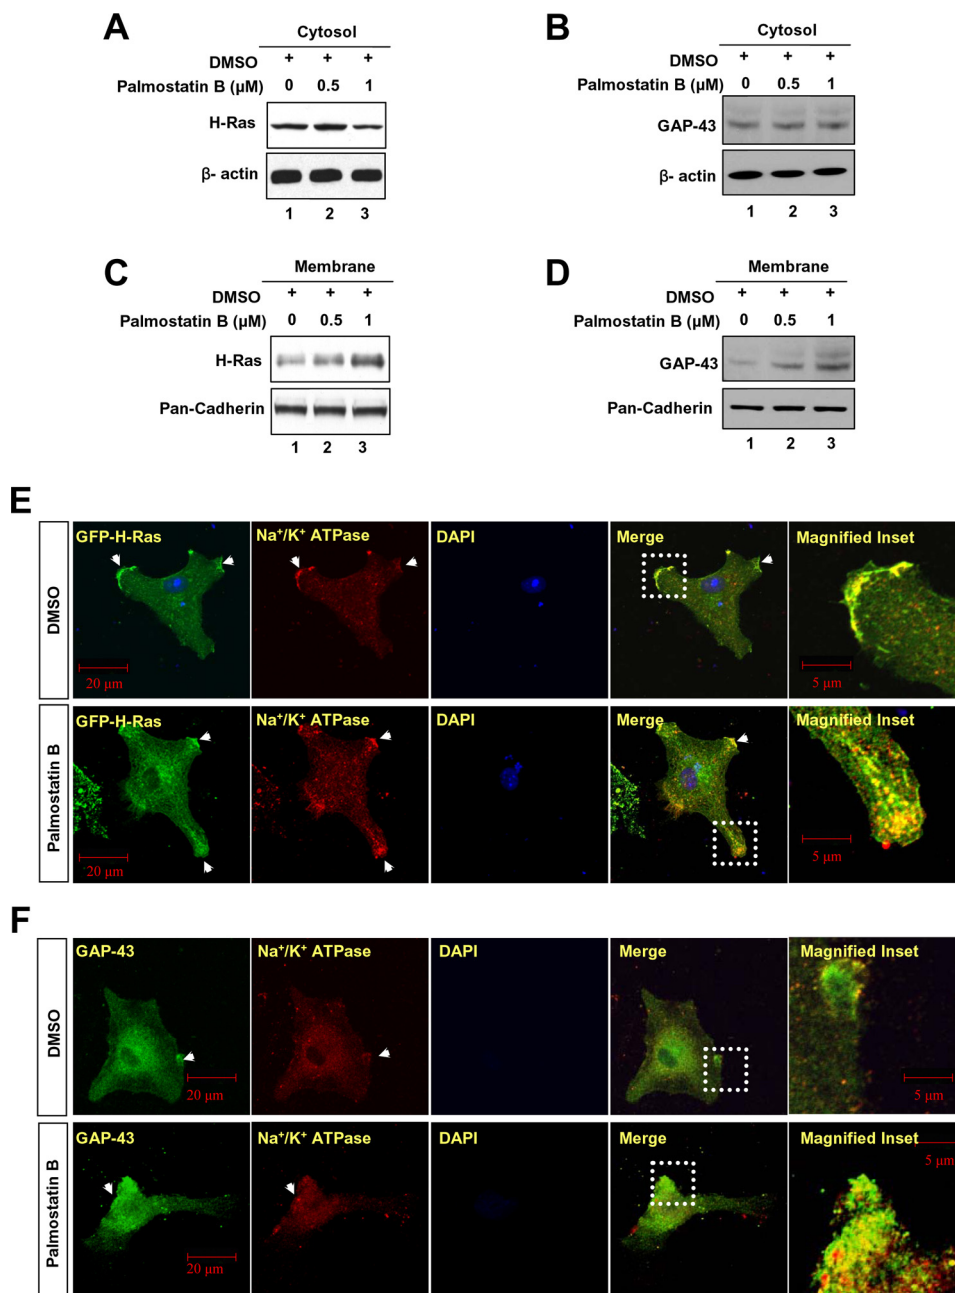 A
Cytosol
DMSO + + +
Palmostatin B (µM) 0 0.5 1
H-Ras
β- actin
1 2 3
B
Cytosol
DMSO + + +
Palmostatin B (µM) 0 0.5 1
GAP-43
β- actin
1 2 3
C
Membrane
DMSO + + +
Palmostatin B (µM) 0 0.5 1
H-Ras
Pan-Cadherin
1 2 3
D
Membrane
DMSO + + +
Palmostatin B (µM) 0 0.5 1
GAP-43
Pan-Cadherin
1 2 3
E
DMSO
GFP-H-Ras Na⁺/K⁺ ATPase DAPI Merge Magnified Inset
20 µm 5 µm
Palmostatin B
GFP-H-Ras Na⁺/K⁺ ATPase DAPI Merge Magnified Inset
20 µm 5 µm
F
DMSO
GAP-43 Na⁺/K⁺ ATPase DAPI Merge Magnified Inset
20 µm 20 µm 5 µm
Palmostatin B
GAP-43 Na⁺/K⁺ ATPase DAPI Merge Magnified Inset
5 µm
20 µm